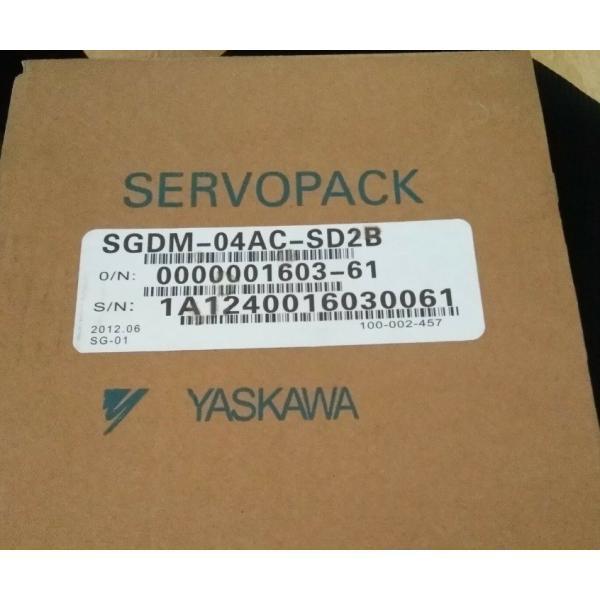 SERVOPACK
SGDM-04AC-SD2B
O/N: 0000001603-61
S/N: 1A1240016030061
2012.06 100-002-457
SG-01
YASKAWA